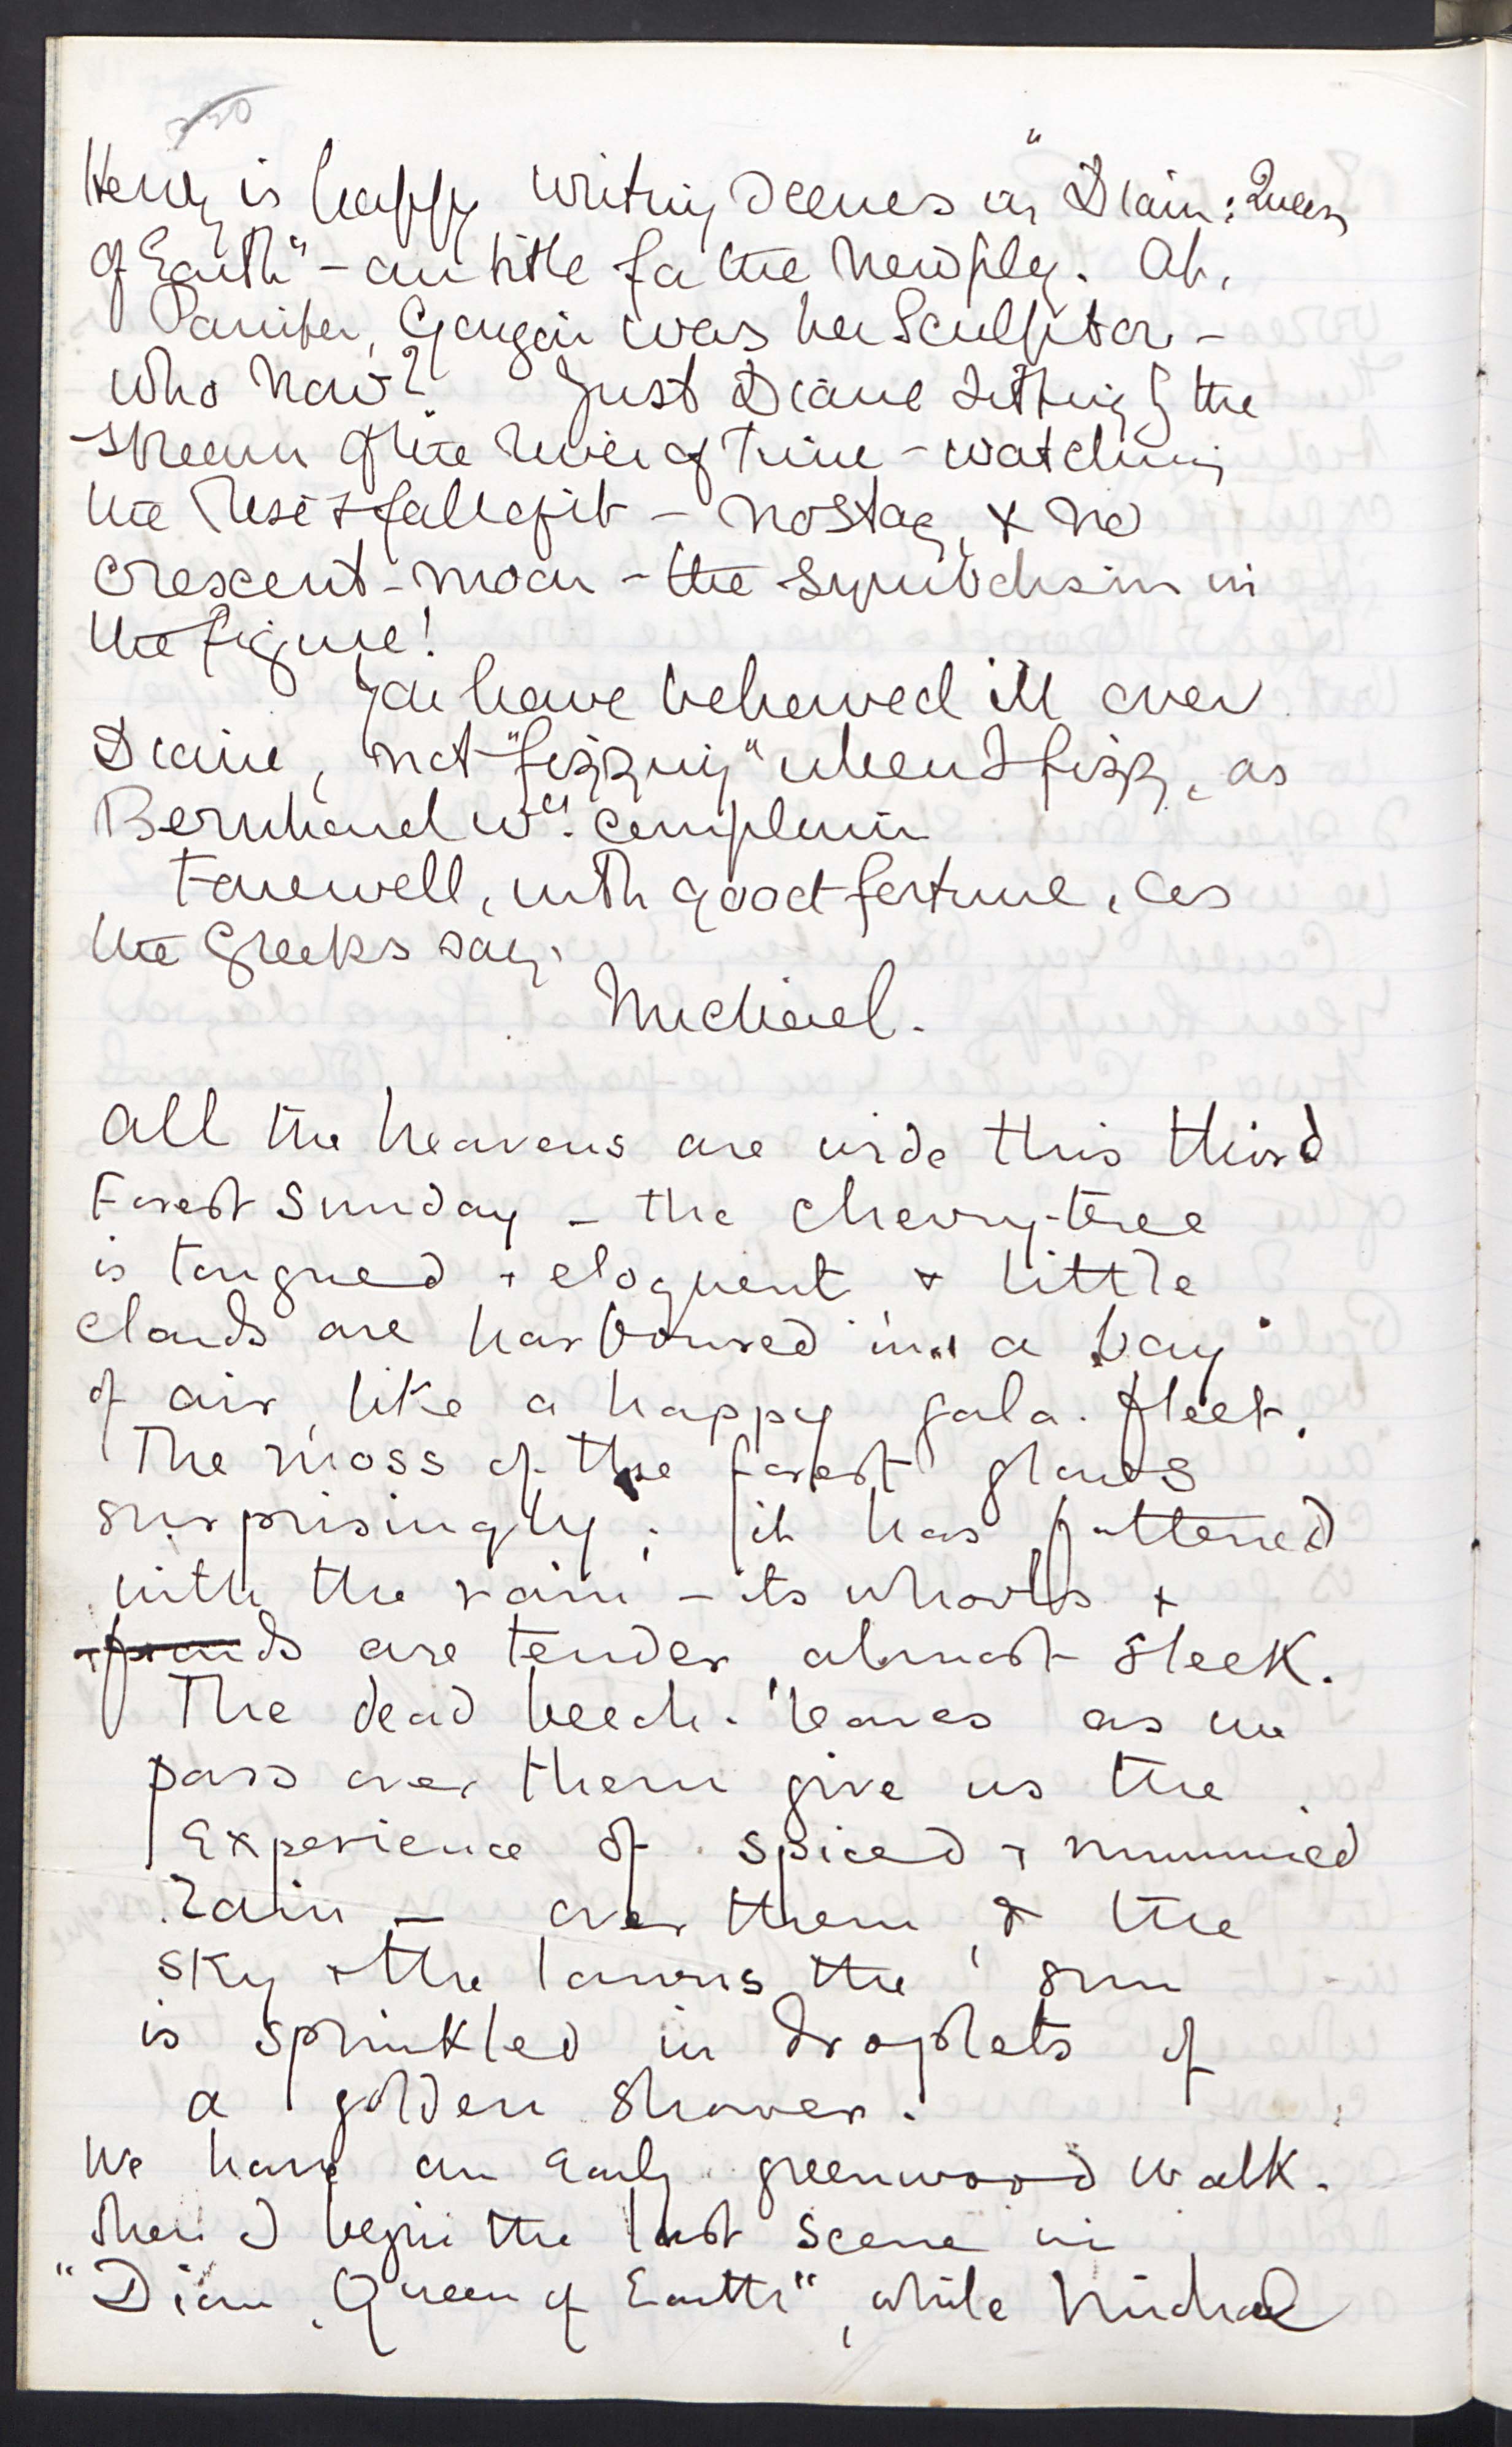 Henry is happy writing scenes in "Dian: Queen
of Earth" – our title for the new play. Oh,
Painter, Goujon was her Sculptor –
Who now? Just Diane sitting by the
stream of the River of Time – watching
the rise & fall of it – no stag, & no
crescent-moon – the symbolism in
the figure!
You have behaved ill over
Diane, not "fizzing" when I fizz, as
Bernhard wd. complain
Farewell, with good fortune, as
the Greeks say.
Michael.
All the heavens are wide this third
Forest Sunday – the cherry-tree
is tongued & eloquent & little
clouds are harboured in a bay
of air, like a happy gala-fleet.
The moss of the forest glows
surprisingly; it has fattened
with the rain – its whorls &
fronds are tender, almost sleek.
The dead beech-leaves as we
pass over them give us the
Experience of spiced & mummied
rain – over them, & the
sky & the lawns the sun
is sprinkled in droplets of
a golden shower.
We have an Early greenwood walk.
Then I begin the last scene in
"Dian, Queen of Earth", while Michael